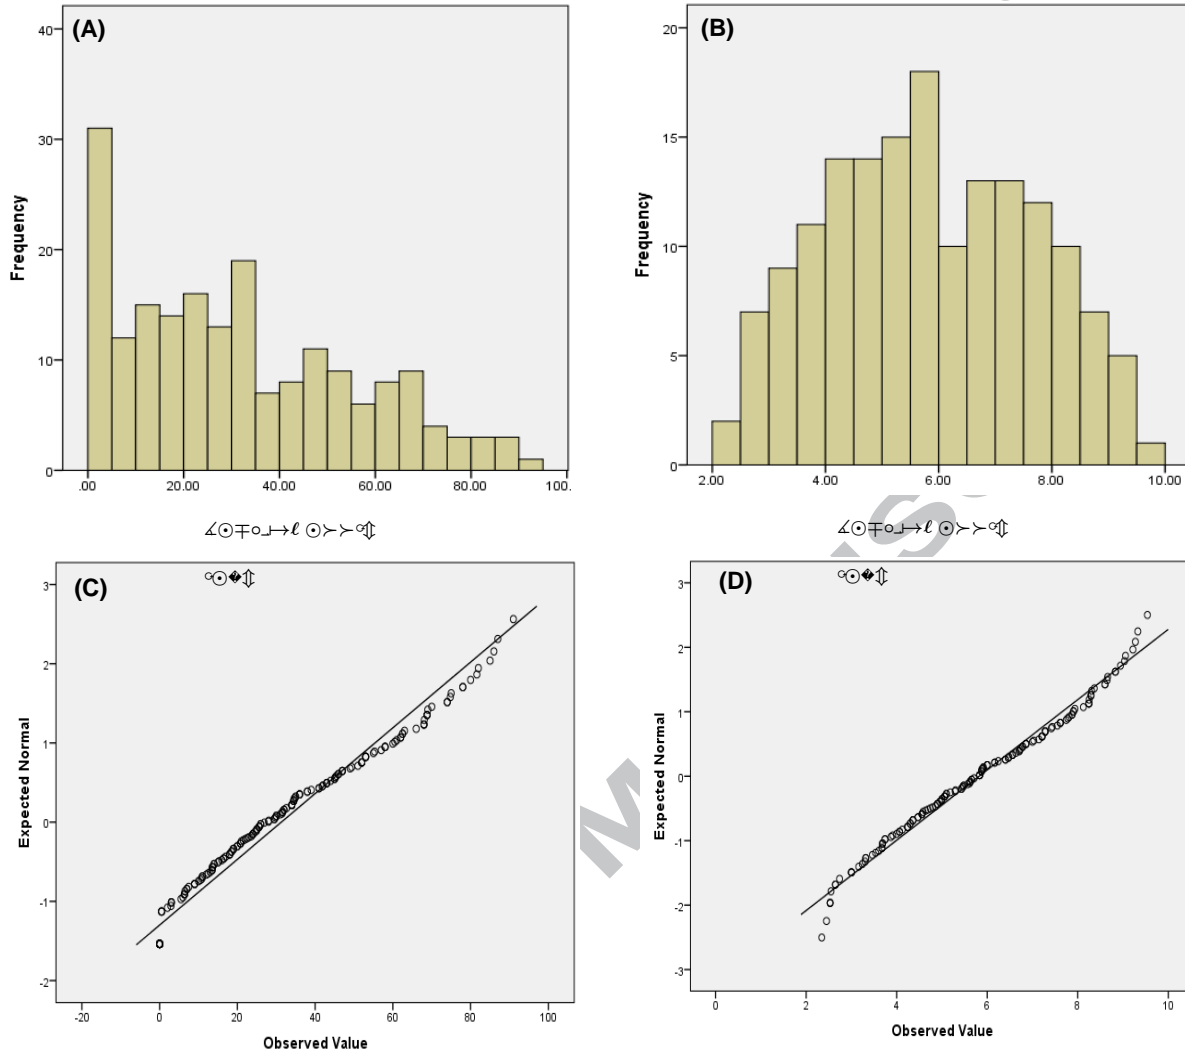 (A)
40
30
20
10
0
Frequency
.00 20.00 40.00 60.00 80.00 100.
(B)
20
15
10
5
0
Frequency
2.00 4.00 6.00 8.00 10.00
(C)
3
2
1
0
-1
-2
Expected Normal
-20 0 20 40 60 80 100
Observed Value
(D)
3
2
1
0
-1
-2
-3
Expected Normal
0 2 4 6 8 10
Observed Value